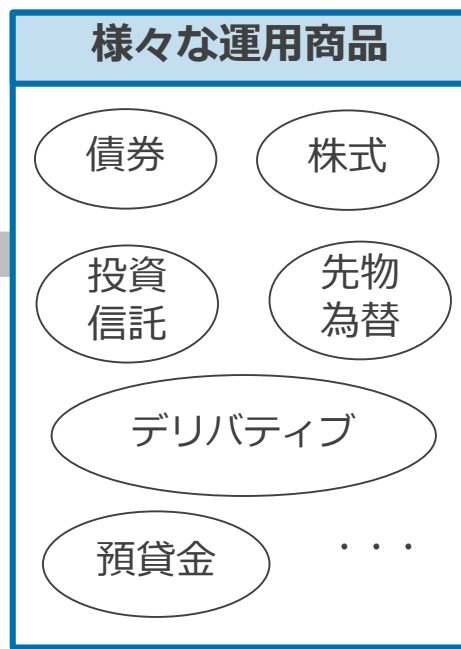 様々な運用商品
債券
株式
投資
信託
先物
為替
デリバティブ
預貸金
・・・